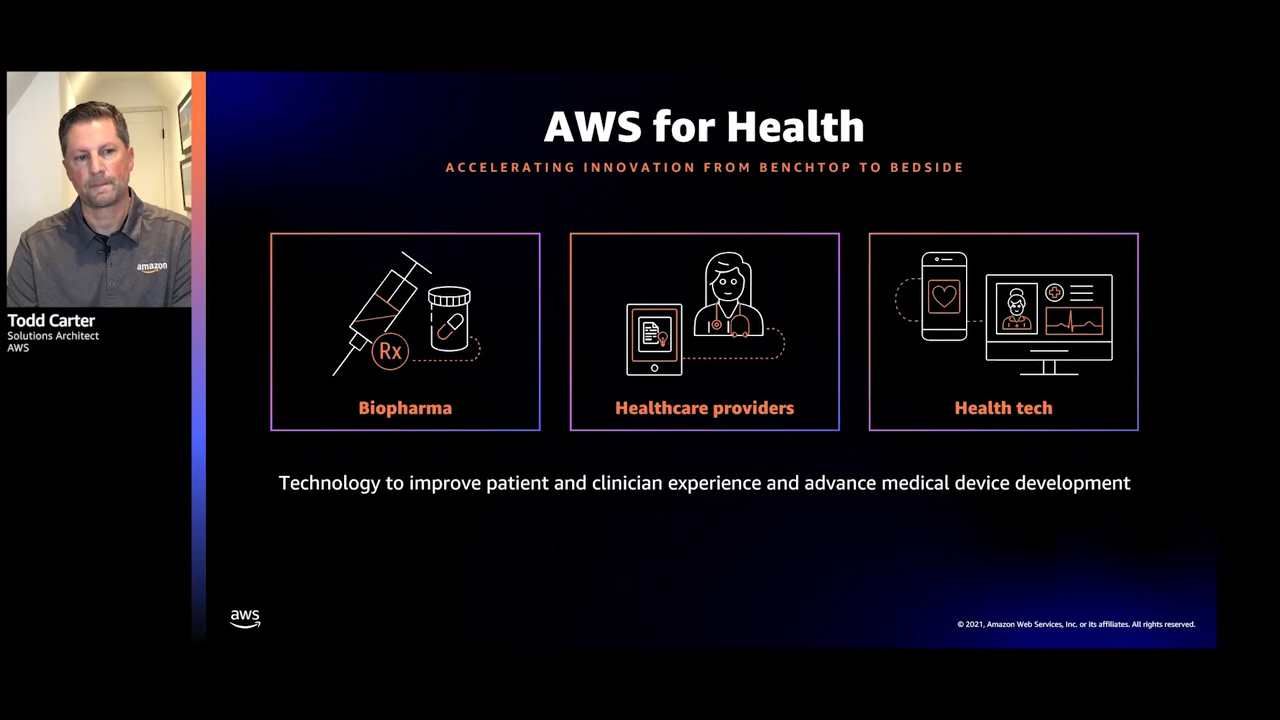 AWS for Health
ACCELERATING INNOVATION FROM BENCHTOP TO BEDSIDE
amazon
Todd Carter
Solutions Architect
AWS
Rx
Biopharma
Healthcare providers
Health tech
Technology to improve patient and clinician experience and advance medical device development
aws
© 2021, Amazon Web Services, Inc. or its affiliates. All rights reserved.